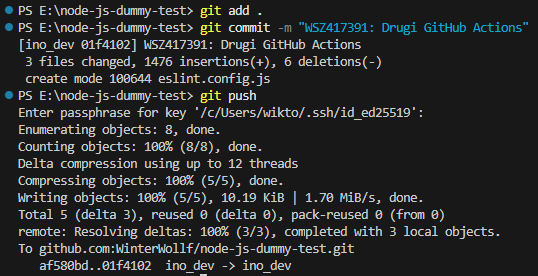 PS E:\node-js-dummy-test> git add .
PS E:\node-js-dummy-test> git commit -m "WSZ417391: Drugi GitHub Actions"
[ino_dev 01f4102] WSZ417391: Drugi GitHub Actions
3 files changed, 1476 insertions(+), 6 deletions(-)
create mode 100644 eslint.config.js
PS E:\node-js-dummy-test> git push
Enter passphrase for key '/c/Users/wikto/.ssh/id_ed25519':
Enumerating objects: 8, done.
Counting objects: 100% (8/8), done.
Delta compression using up to 12 threads
Compressing objects: 100% (5/5), done.
Writing objects: 100% (5/5), 10.19 KiB | 1.70 MiB/s, done.
Total 5 (delta 3), reused 0 (delta 0), pack-reused 0 (from 0)
remote: Resolving deltas: 100% (3/3), completed with 3 local objects.
To github.com:WinterWollf/node-js-dummy-test.git
af580bd..01f4102  ino_dev -> ino_dev